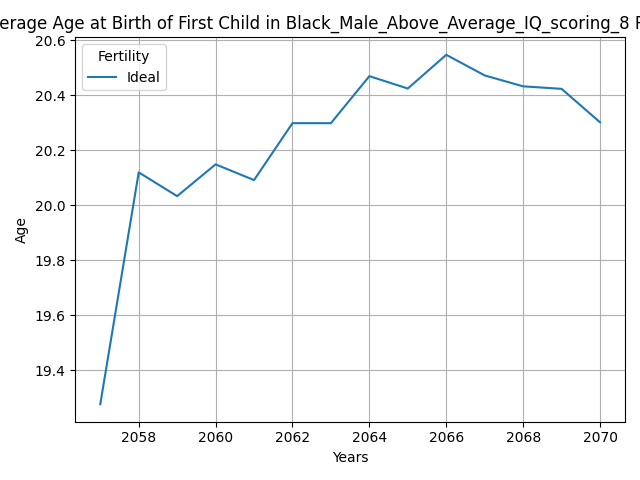 erage Age at Birth of First Child in Black_Male_Above_Average_IQ_scoring_8
Fertility
Ideal
20.6
20.4
20.2
20.0
19.8
19.6
19.4
Age
2058 2060 2062 2064 2066 2068 2070
Years